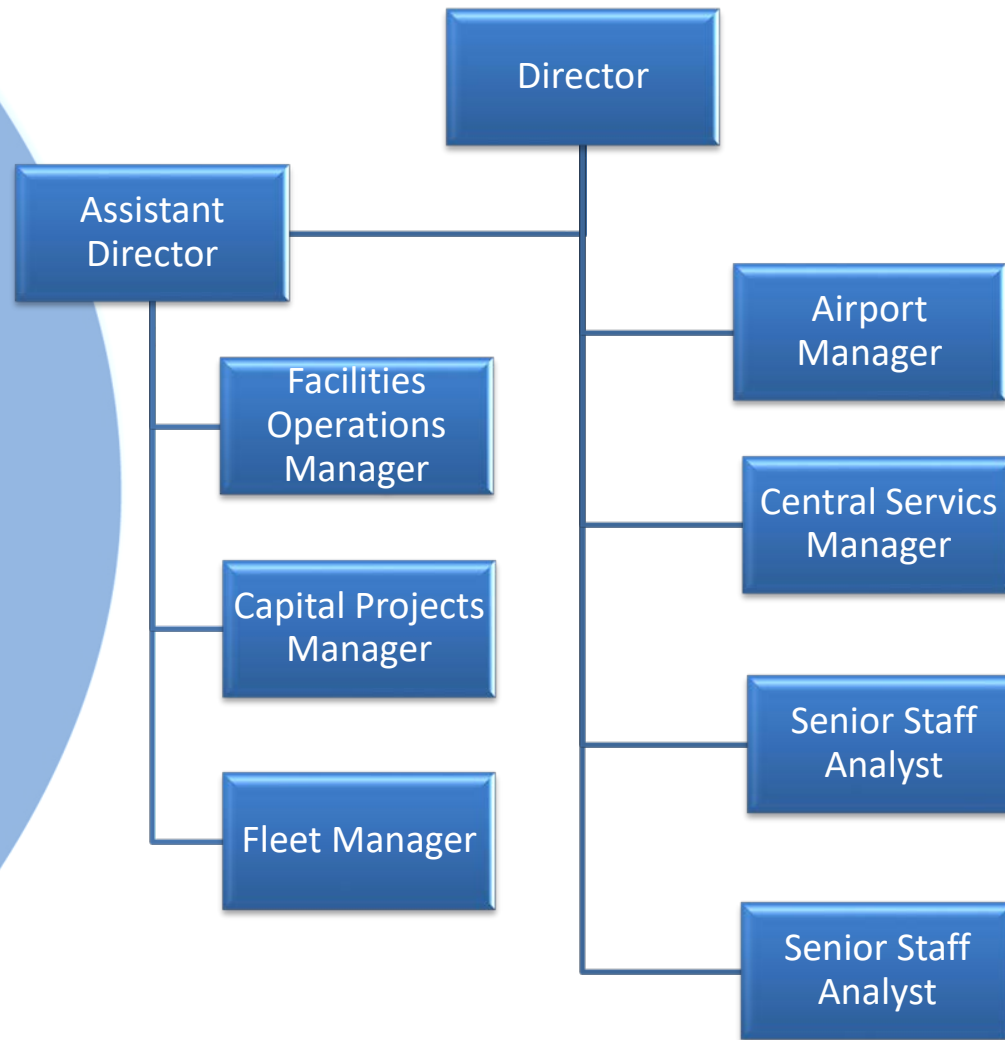 Director
Assistant
Director
Airport
Manager
Facilities
Operations
Manager
Central Servics
Manager
Capital Projects
Manager
Senior Staff
Analyst
Fleet Manager
Senior Staff
Analyst